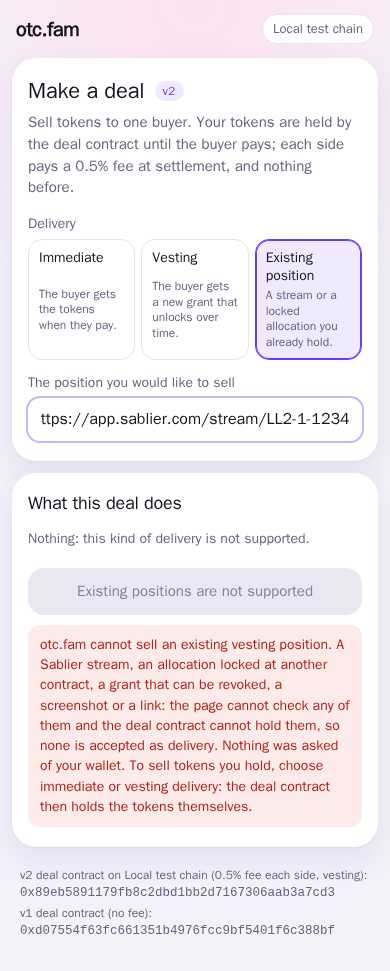 otc.fam
Local test chain
Make a deal v2
Sell tokens to one buyer. Your tokens are held by
the deal contract until the buyer pays; each side
pays a 0.5% fee at settlement, and nothing
before.
Delivery
Immediate
The buyer gets
the tokens
when they pay.
Vesting
The buyer gets
a new grant that
unlocks over
time.
Existing
position
A stream or a
locked
allocation you
already hold.
The position you would like to sell
ttps://app.sablier.com/stream/LL2-1-1234
What this deal does
Nothing: this kind of delivery is not supported.
Existing positions are not supported
otc.fam cannot sell an existing vesting position. A
Sablier stream, an allocation locked at another
contract, a grant that can be revoked, a
screenshot or a link: the page cannot check any of
them and the deal contract cannot hold them, so
none is accepted as delivery. Nothing was asked
of your wallet. To sell tokens you hold, choose
immediate or vesting delivery: the deal contract
then holds the tokens themselves.
v2 deal contract on Local test chain (0.5% fee each side, vesting):
0x89eb5891179fb8c2dbd1bb2d7167306aab3a7cd3
v1 deal contract (no fee):
0xd07554f63fc661351b4976fcc9bf5401f6c388bf